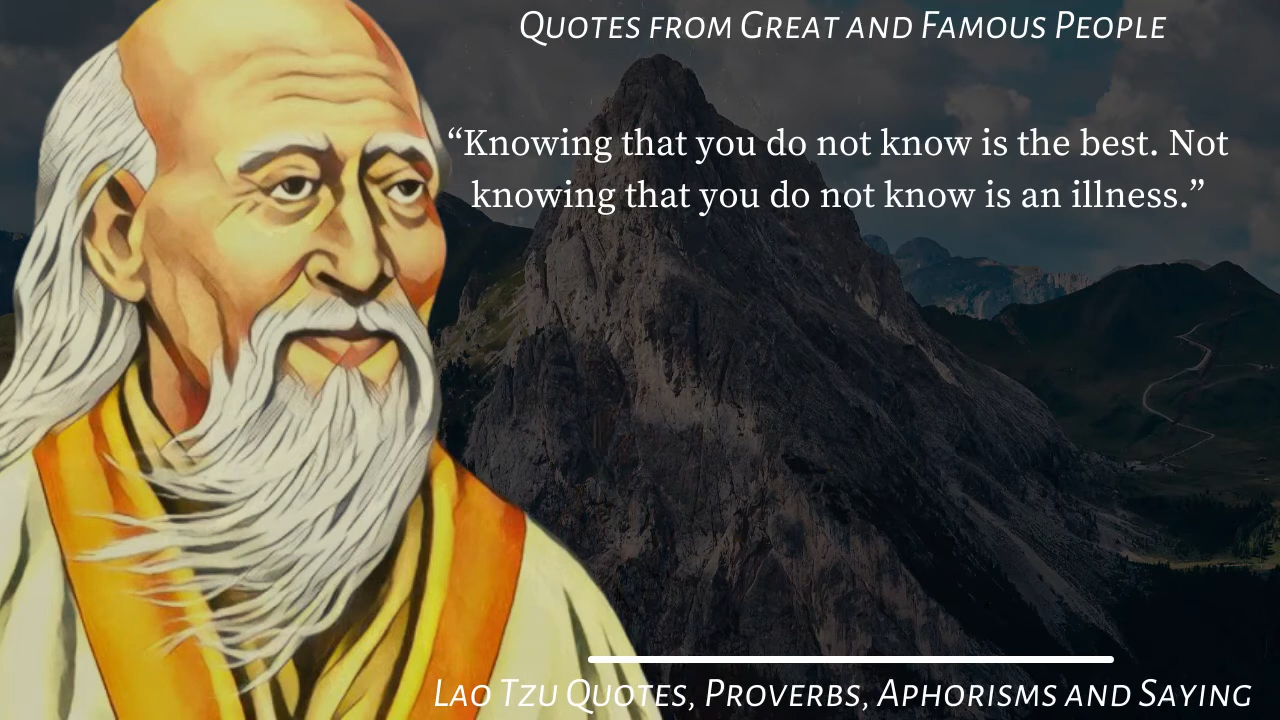 Quotes from Great and Famous People
“Knowing that you do not know is the best. Not
knowing that you do not know is an illness.”
Lao Tzu Quotes, Proverbs, Aphorisms and Saying